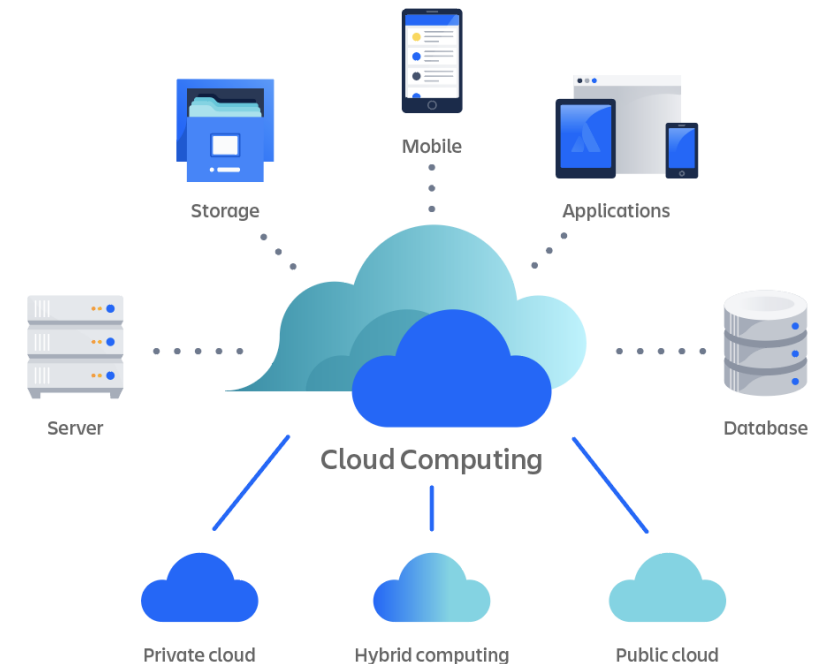 Mobile
Storage
Applications
Server
Database
Cloud Computing
Private cloud
Hybrid computing
Public cloud